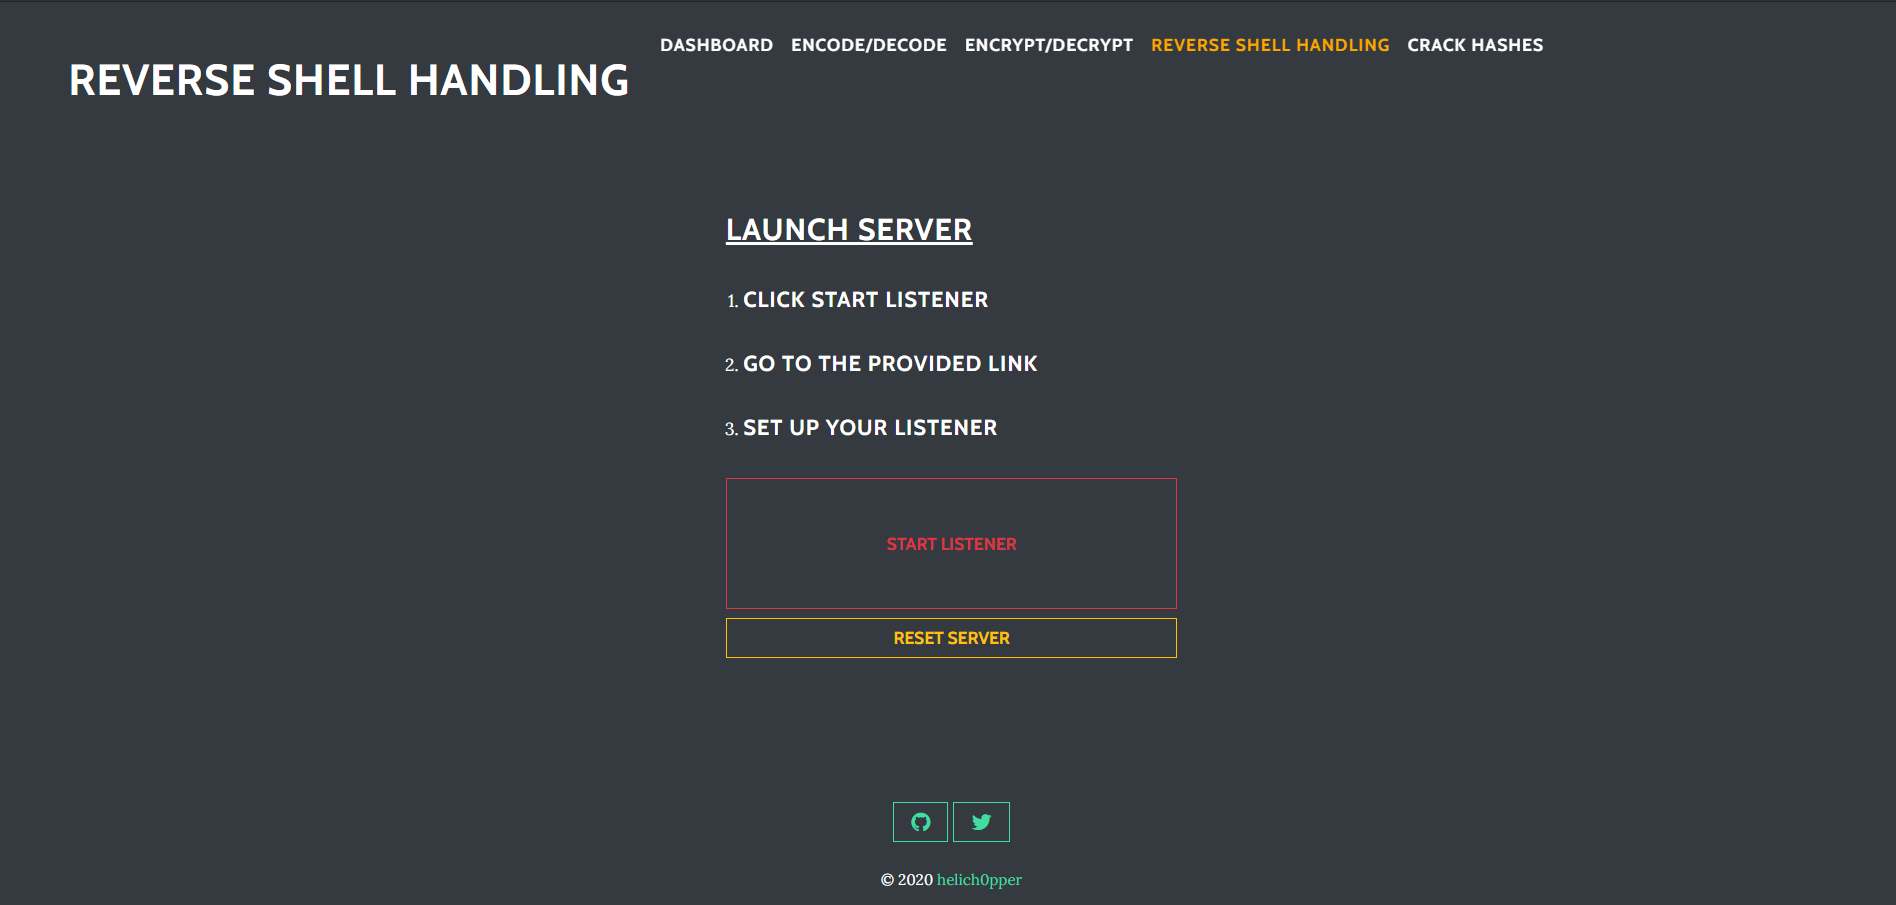 REVERSE SHELL HANDLING
DASHBOARD ENCODE/DECODE ENCRYPT/DECRYPT REVERSE SHELL HANDLING CRACK HASHES
LAUNCH SERVER
1. CLICK START LISTENER
2. GO TO THE PROVIDED LINK
3. SET UP YOUR LISTENER
START LISTENER
RESET SERVER
© 2020 helich0pper